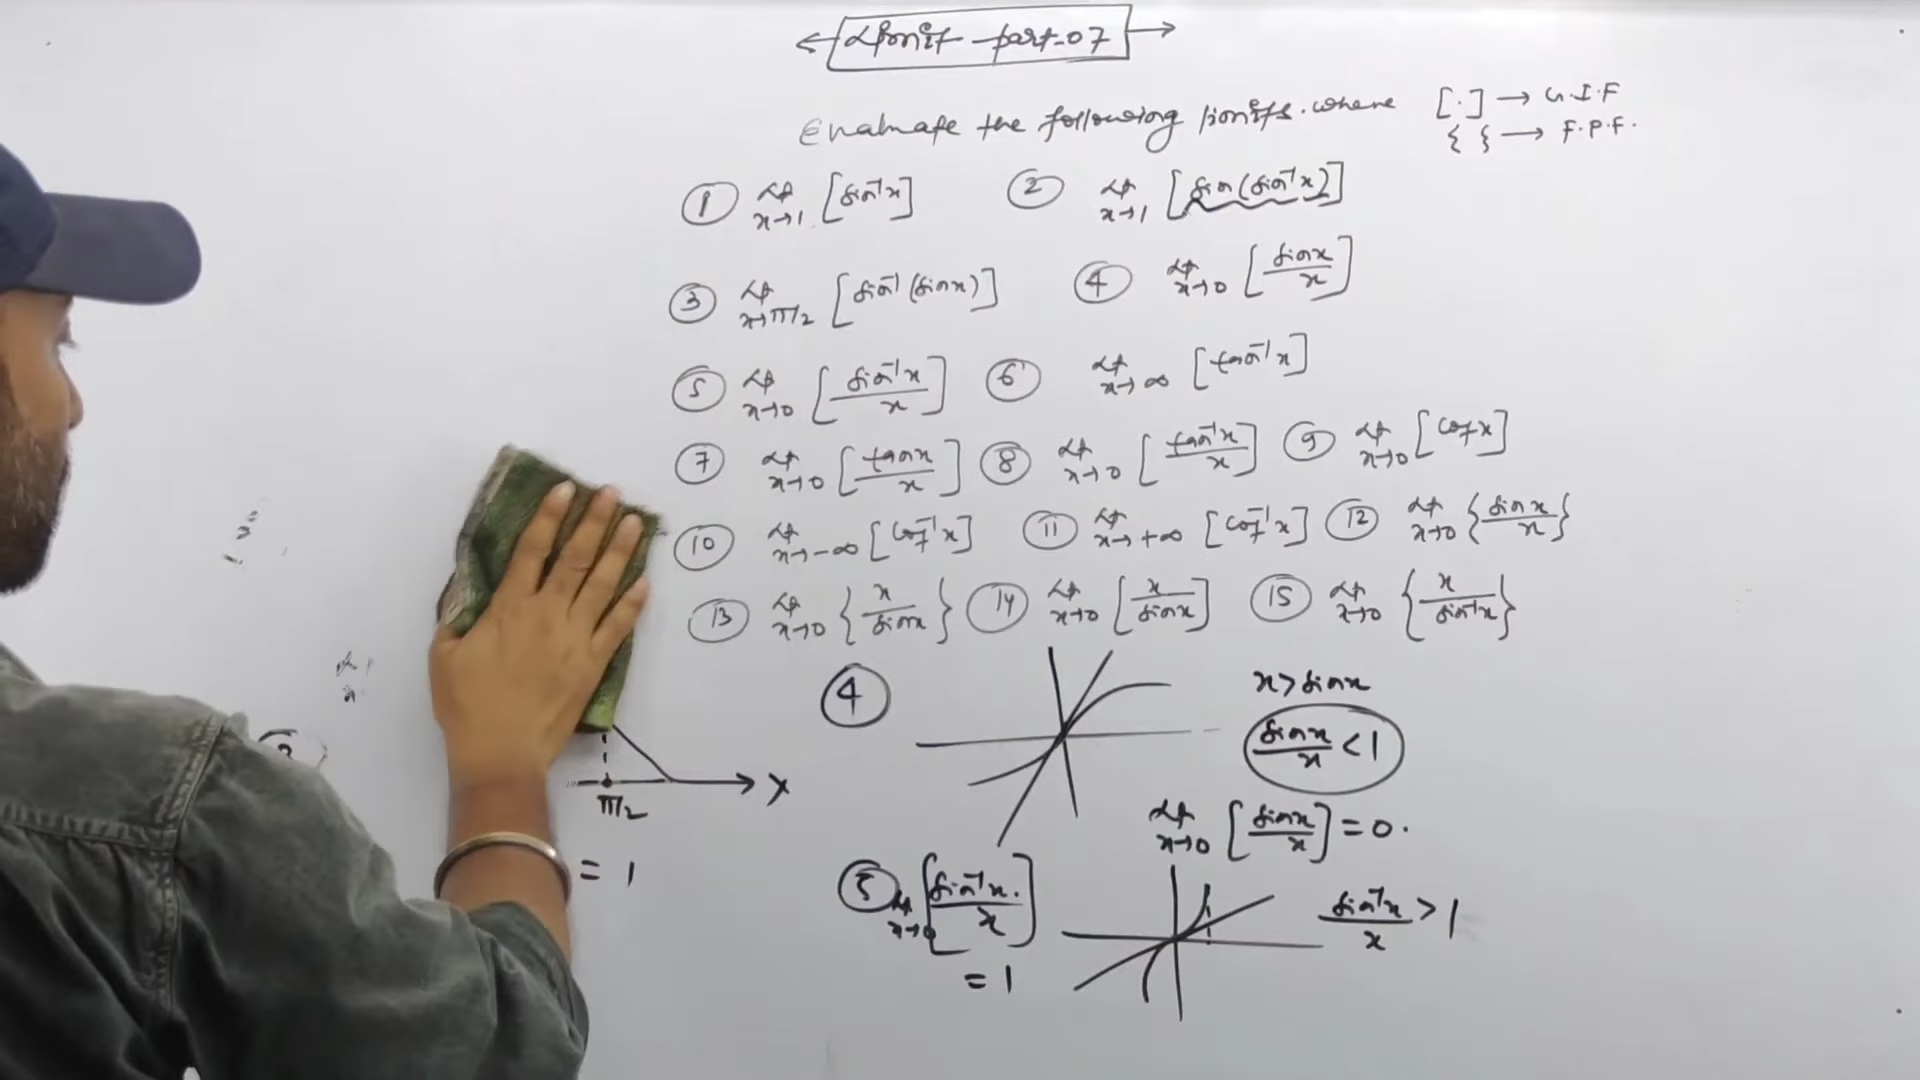 Limit - part-07
Evaluate the following limits. where [.] → G.I.F
{ } → F.P.F.
① Lt x→1 [sin⁻¹x] ② Lt x→1 [sin(sin⁻¹x)]
③ Lt x→π/2 [sin⁻¹(sinx)] ④ Lt x→0 [sinx/x]
⑤ Lt x→0 [sin⁻¹x/x] ⑥ Lt x→∞ [tan⁻¹x]
⑦ Lt x→0 [tanx/x] ⑧ Lt x→0 [tan⁻¹x/x] ⑨ Lt x→0 [cotx]
⑩ Lt x→-∞ [cot⁻¹x] ⑪ Lt x→+∞ [cot⁻¹x] ⑫ Lt x→0 {sinx/x}
⑬ Lt x→0 {x/sinx} ⑭ Lt x→0 [x/sinx] ⑮ Lt x→0 {x/sin⁻¹x}
④ x > sinx
sinx/x < 1
Lt x→0 [sinx/x] = 0.
π/2 X
= 1
⑤ Lt x→0 [sin⁻¹x/x] sin⁻¹x/x > 1
= 1